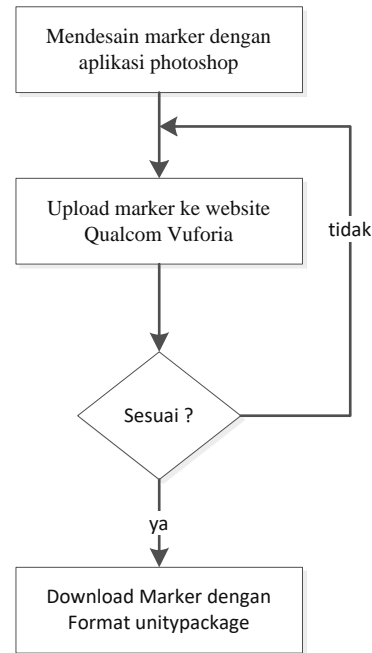 Mendesain marker dengan
aplikasi photoshop
Upload marker ke website
Qualcom Vuforia
tidak
Sesuai ?
ya
Download Marker dengan
Format unitypackage